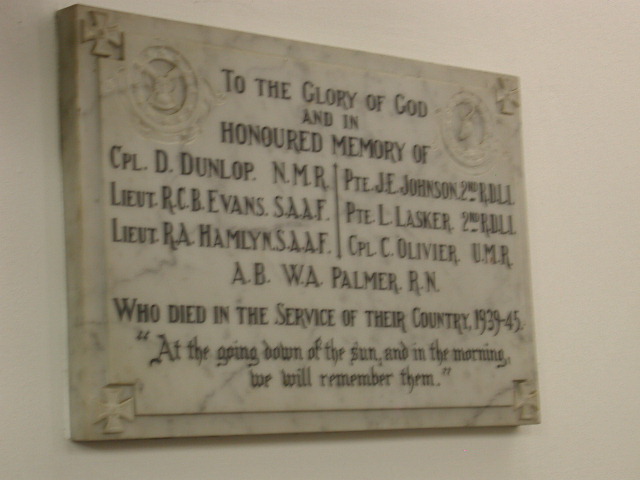 TO THE GLORY OF GOD
AND IN
HONOURED MEMORY OF
CPL. D. DUNLOP. N.M.R. PTE. J.E. JOHNSON. 2ND R.D.L.I.
LIEUT. R.C.B. EVANS. S.A.A.F. PTE. L. LASKER. 2ND R.D.L.I.
LIEUT. R.A. HAMLYN. S.A.A.F. CPL. C. OLIVIER. U.M.R.
A.B. W.A. PALMER. R.N.
WHO DIED IN THE SERVICE OF THEIR COUNTRY, 1939-45.
"At the going down of the sun, and in the morning,
we will remember them."